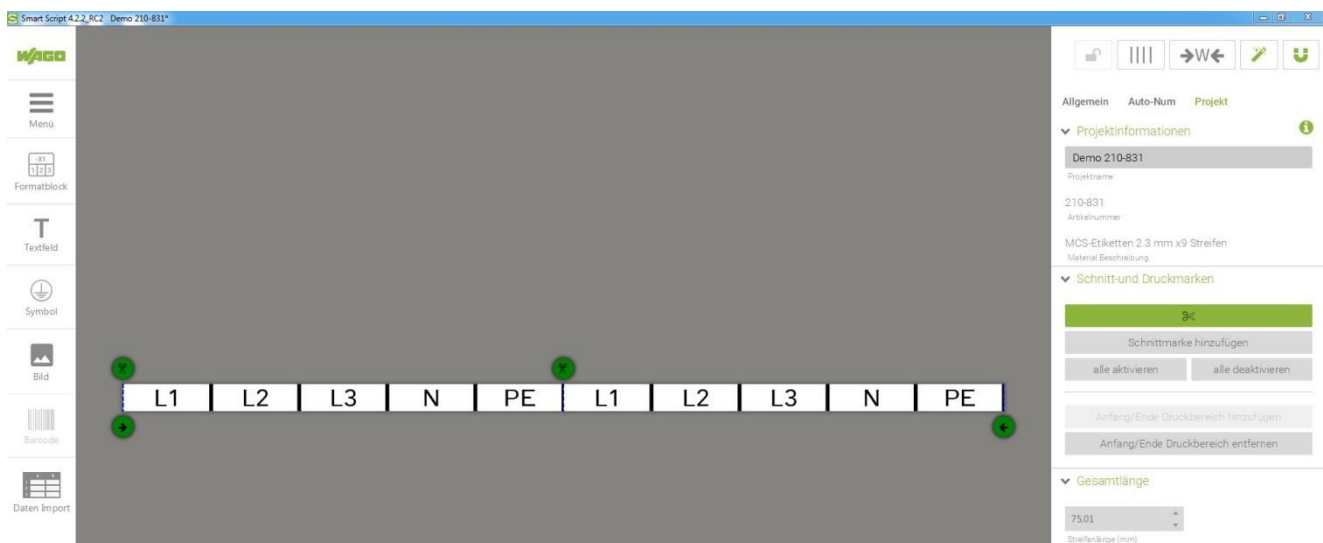 Smart Script 4.2.2_RC2 Demo 210-831*
WAGO
→W←
Menü
-X1
1 2 3
Formatblock
T
Textfeld
Symbol
Bild
Barcode
Daten Import
L1 L2 L3 N PE L1 L2 L3 N PE
Allgemein Auto-Num Projekt
Projektinformationen
Demo 210-831
Projektname
210-831
Artikelnummer
MCS-Etiketten 2.3 mm x9 Streifen
Material Beschreibung
Schnitt-und Druckmarken
Schnittmarke hinzufügen
alle aktivieren alle deaktivieren
Anfang/Ende Druckbereich hinzufügen
Anfang/Ende Druckbereich entfernen
Gesamtlänge
75.01
Streifenlänge (mm)